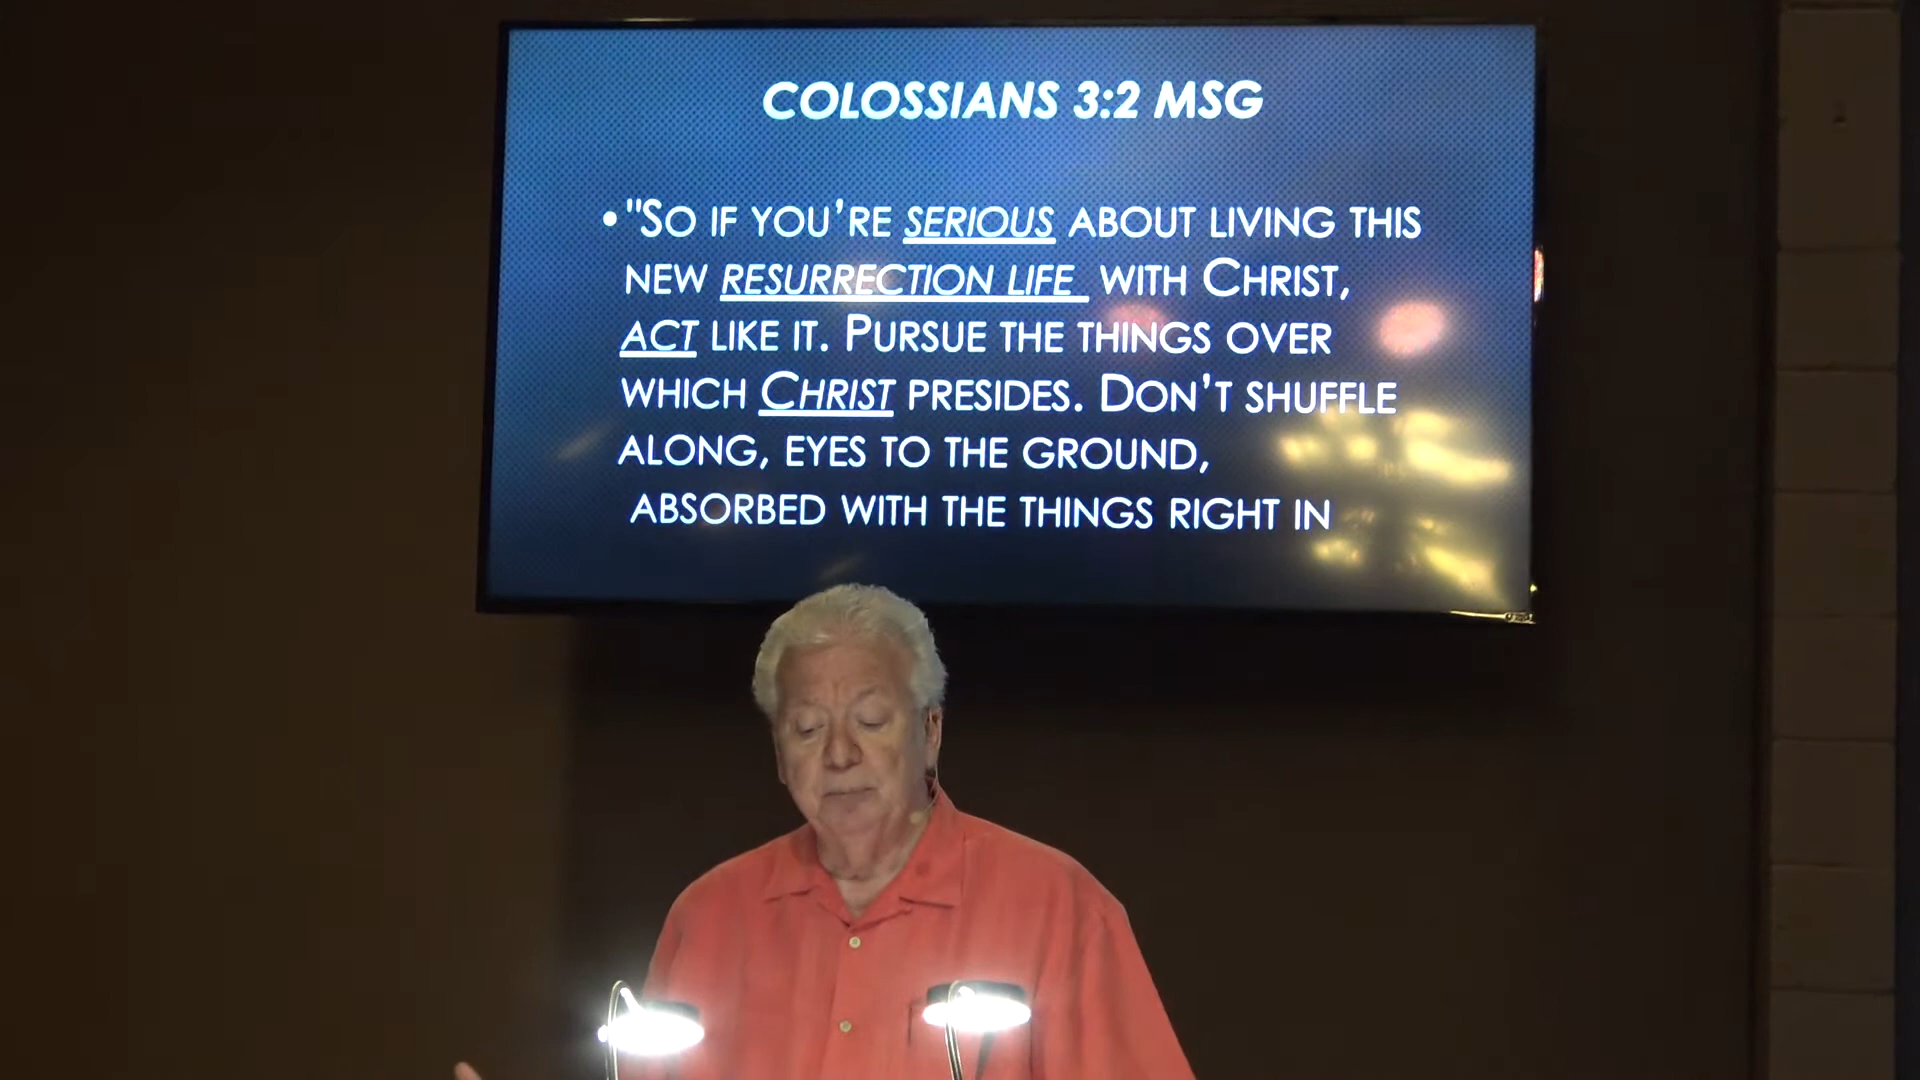 COLOSSIANS 3:2 MSG
• "SO IF YOU'RE SERIOUS ABOUT LIVING THIS
NEW RESURRECTION LIFE WITH CHRIST,
ACT LIKE IT. PURSUE THE THINGS OVER
WHICH CHRIST PRESIDES. DON'T SHUFFLE
ALONG, EYES TO THE GROUND,
ABSORBED WITH THE THINGS RIGHT IN